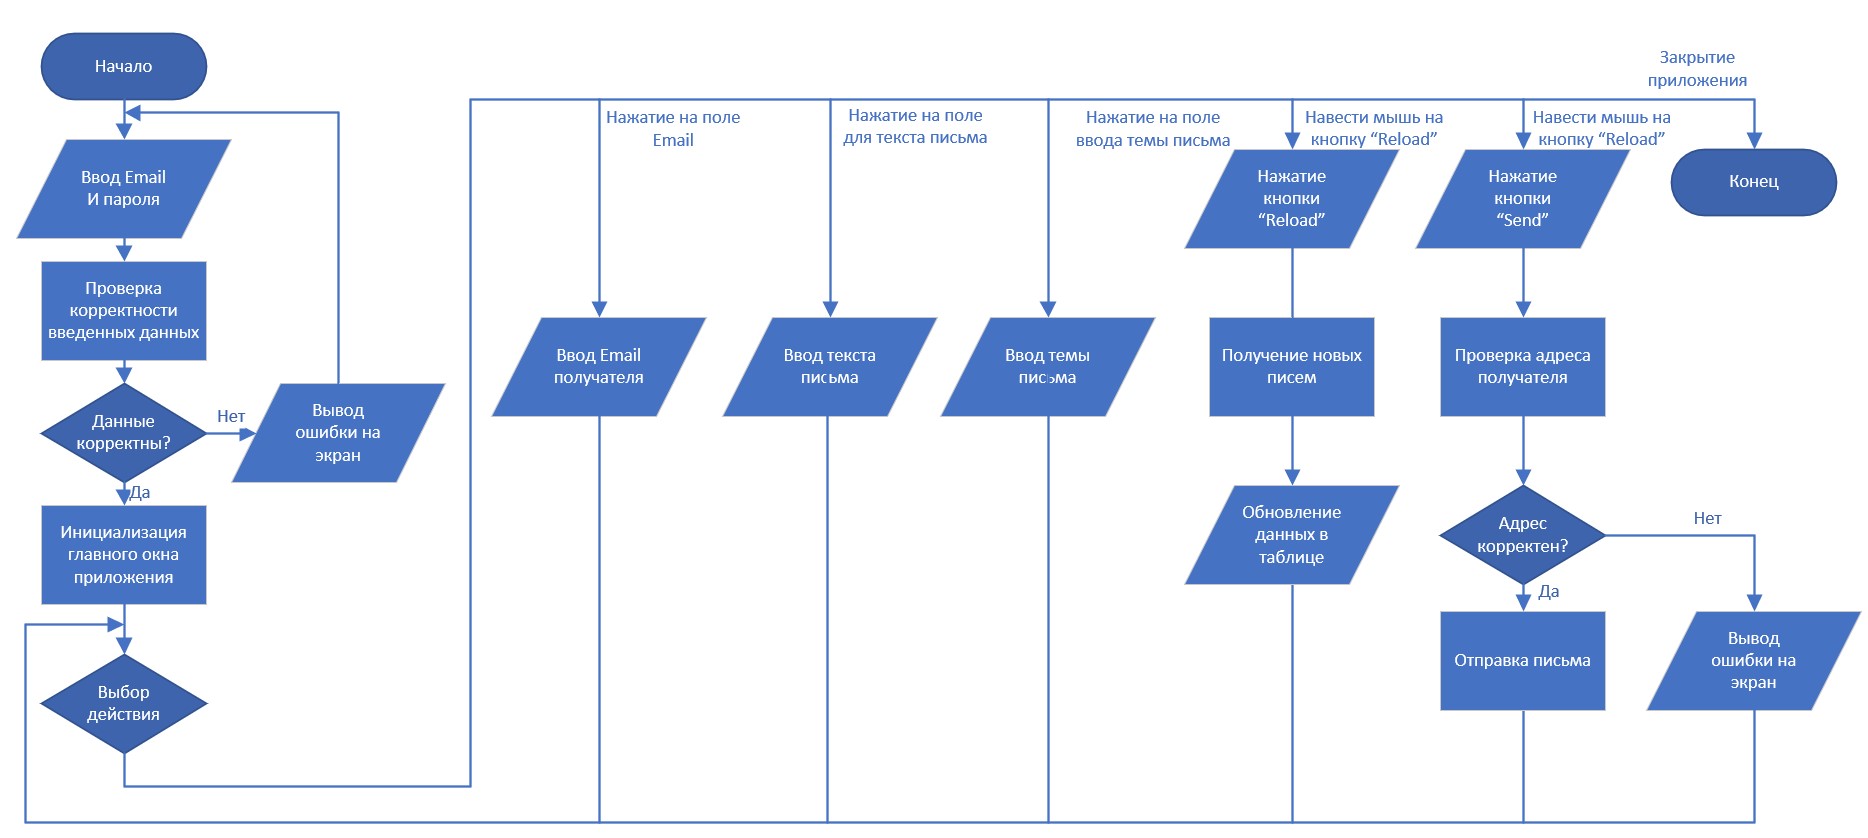 Начало
Ввод Email
И пароля
Проверка
корректности
введенных данных
Данные
корректны?
Нет
Вывод
ошибки на
экран
Да
Инициализация
главного окна
приложения
Выбор
действия
Нажатие на поле
Email
Ввод Email
получателя
Нажатие на поле
для текста письма
Ввод текста
письма
Нажатие на поле
ввода темы письма
Ввод темы
письма
Навести мышь на
кнопку “Reload”
Нажатие
кнопки
“Reload”
Получение новых
писем
Обновление
данных в
таблице
Навести мышь на
кнопку “Reload”
Нажатие
кнопки
“Send”
Проверка адреса
получателя
Адрес
корректен?
Нет
Да
Отправка письма
Вывод
ошибки на
экран
Закрытие
приложения
Конец